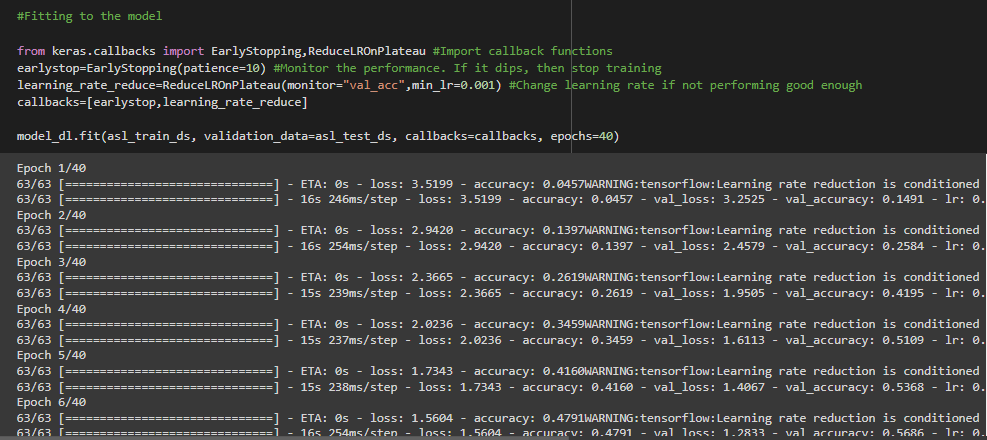 #Fitting to the model
from keras.callbacks import EarlyStopping,ReduceLROnPlateau #Import callback functions
earlystop=EarlyStopping(patience=10) #Monitor the performance. If it dips, then stop training
learning_rate_reduce=ReduceLROnPlateau(monitor="val_acc",min_lr=0.001) #Change learning rate if not performing good enough
callbacks=[earlystop,learning_rate_reduce]
model_dl.fit(asl_train_ds, validation_data=asl_test_ds, callbacks=callbacks, epochs=40)
Epoch 1/40
63/63 [==============================] - ETA: 0s - loss: 3.5199 - accuracy: 0.0457WARNING:tensorflow:Learning rate reduction is conditioned
63/63 [==============================] - 16s 246ms/step - loss: 3.5199 - accuracy: 0.0457 - val_loss: 3.2525 - val_accuracy: 0.1491 - lr: 0.
Epoch 2/40
63/63 [==============================] - ETA: 0s - loss: 2.9420 - accuracy: 0.1397WARNING:tensorflow:Learning rate reduction is conditioned
63/63 [==============================] - 16s 254ms/step - loss: 2.9420 - accuracy: 0.1397 - val_loss: 2.4579 - val_accuracy: 0.2584 - lr: 0.
Epoch 3/40
63/63 [==============================] - ETA: 0s - loss: 2.3665 - accuracy: 0.2619WARNING:tensorflow:Learning rate reduction is conditioned
63/63 [==============================] - 15s 239ms/step - loss: 2.3665 - accuracy: 0.2619 - val_loss: 1.9505 - val_accuracy: 0.4195 - lr: 0.
Epoch 4/40
63/63 [==============================] - ETA: 0s - loss: 2.0236 - accuracy: 0.3459WARNING:tensorflow:Learning rate reduction is conditioned
63/63 [==============================] - 15s 237ms/step - loss: 2.0236 - accuracy: 0.3459 - val_loss: 1.6113 - val_accuracy: 0.5109 - lr: 0.
Epoch 5/40
63/63 [==============================] - ETA: 0s - loss: 1.7343 - accuracy: 0.4160WARNING:tensorflow:Learning rate reduction is conditioned
63/63 [==============================] - 15s 238ms/step - loss: 1.7343 - accuracy: 0.4160 - val_loss: 1.4067 - val_accuracy: 0.5368 - lr: 0.
Epoch 6/40
63/63 [==============================] - ETA: 0s - loss: 1.5604 - accuracy: 0.4791WARNING:tensorflow:Learning rate reduction is conditioned
63/63 [==============================] - 16s 254ms/step - loss: 1.5604 - accuracy: 0.4791 - val_loss: 1.2833 - val_accuracy: 0.5686 - lr: 0.